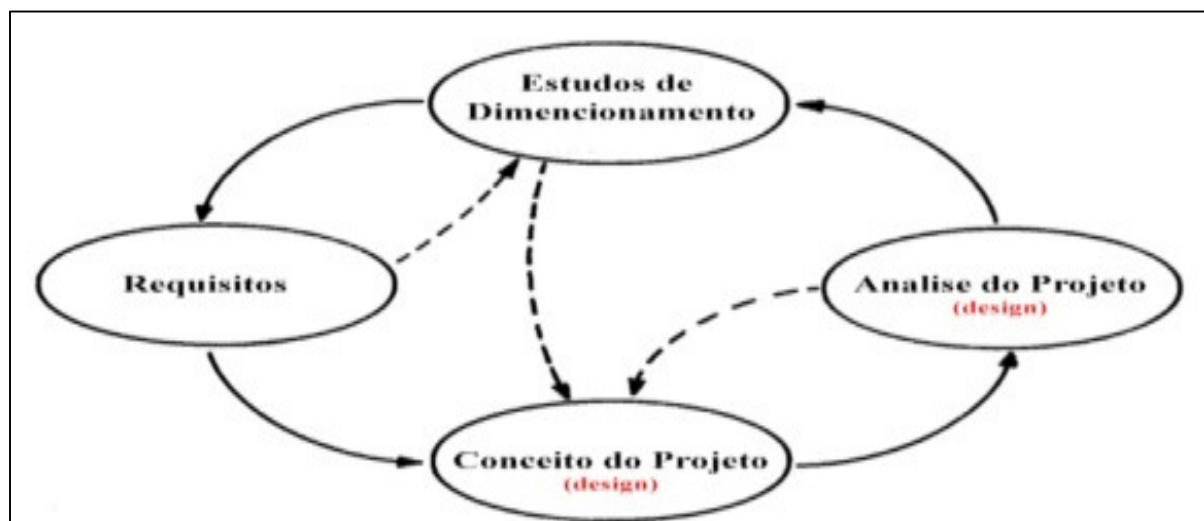 Estudos de
Dimencionamento
Requisitos
Analise do Projeto
(design)
Conceito do Projeto
(design)